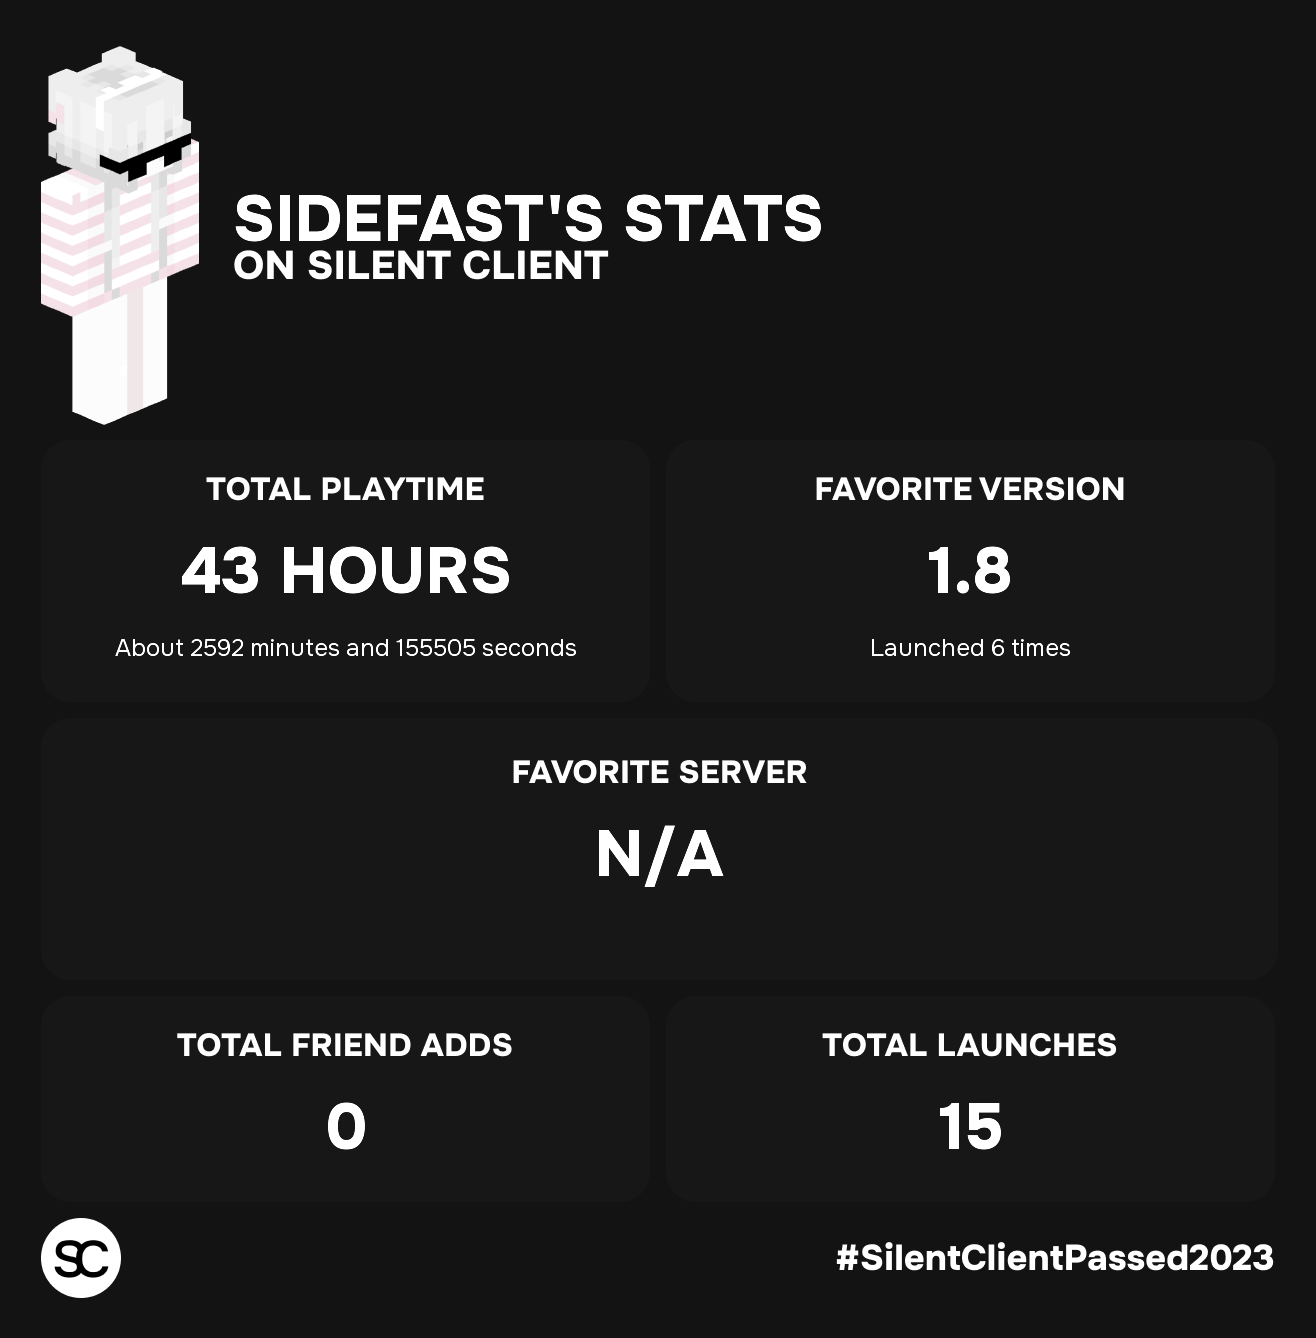 SIDEFAST'S STATS
ON SILENT CLIENT
TOTAL PLAYTIME
43 HOURS
About 2592 minutes and 155505 seconds
FAVORITE VERSION
1.8
Launched 6 times
FAVORITE SERVER
N/A
TOTAL FRIEND ADDS
0
TOTAL LAUNCHES
15
SC
#SilentClientPassed2023